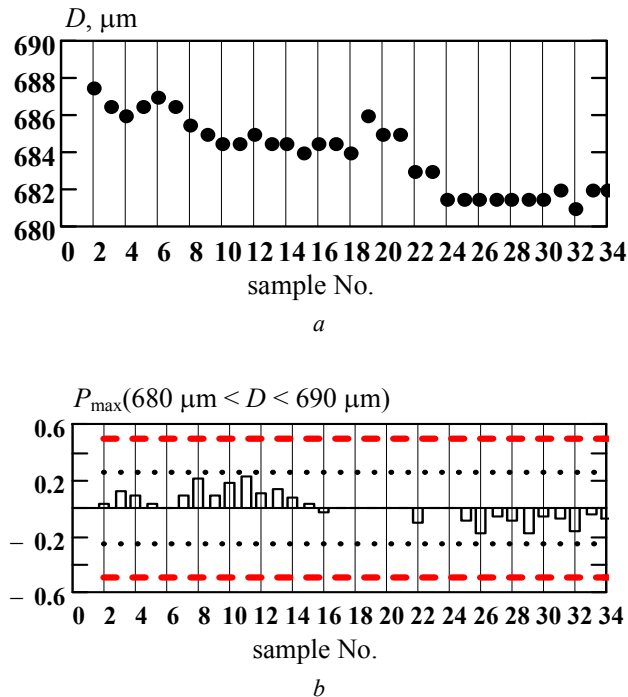 D, μm
690
688
686
684
682
680
0 2 4 6 8 10 12 14 16 18 20 22 24 26 28 30 32 34
sample No.
a
P_max(680 μm < D < 690 μm)
0.6
0.2
– 0.2
– 0.6
0 2 4 6 8 10 12 14 16 18 20 22 24 26 28 30 32 34
sample No.
b